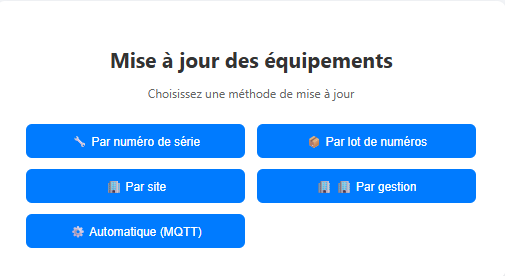 Mise à jour des équipements
Choisissez une méthode de mise à jour
🔧 Par numéro de série
📦 Par lot de numéros
🏢 Par site
🏢 🏢 Par gestion
⚙️ Automatique (MQTT)